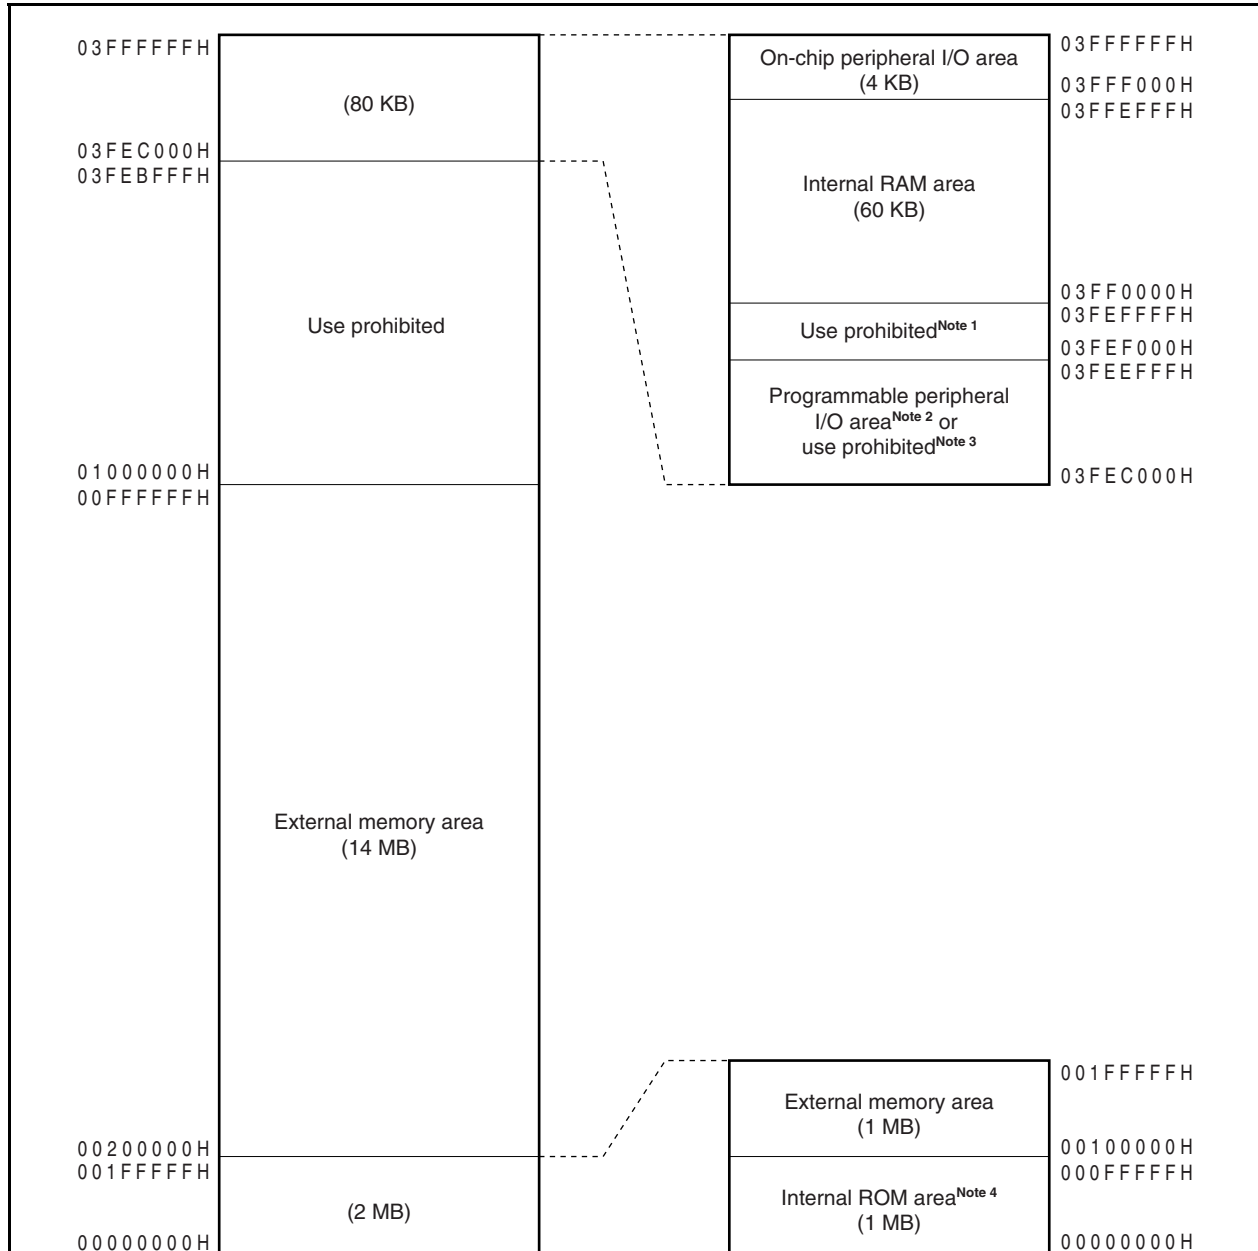 03FFFFFFH
(80 KB)
03FEC000H
03FEBFFFH
Use prohibited
01000000H
00FFFFFFH
External memory area
(14 MB)
00200000H
001FFFFFH
(2 MB)
00000000H
On-chip peripheral I/O area
(4 KB)
03FFFFFFH
03FFF000H
03FFEFFFH
Internal RAM area
(60 KB)
03FF0000H
03FEFFFFH
Use prohibitedNote 1
03FEF000H
03FEEFFFH
Programmable peripheral
I/O areaNote 2 or
use prohibitedNote 3
03FEC000H
001FFFFFH
External memory area
(1 MB)
00100000H
000FFFFFH
Internal ROM areaNote 4
(1 MB)
00000000H